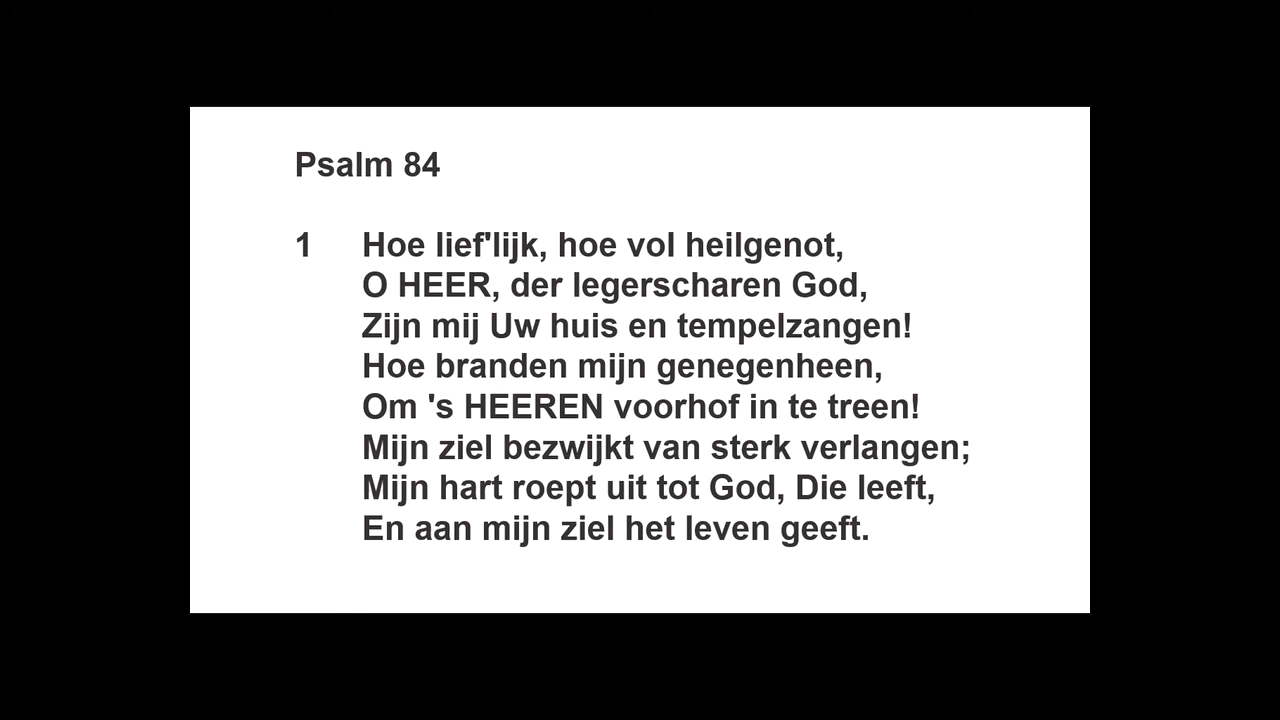 Psalm 84
1 Hoe lief'lijk, hoe vol heilgenot,
O HEER, der legerscharen God,
Zijn mij Uw huis en tempelzangen!
Hoe branden mijn genegenheen,
Om 's HEEREN voorhof in te treen!
Mijn ziel bezwijkt van sterk verlangen;
Mijn hart roept uit tot God, Die leeft,
En aan mijn ziel het leven geeft.